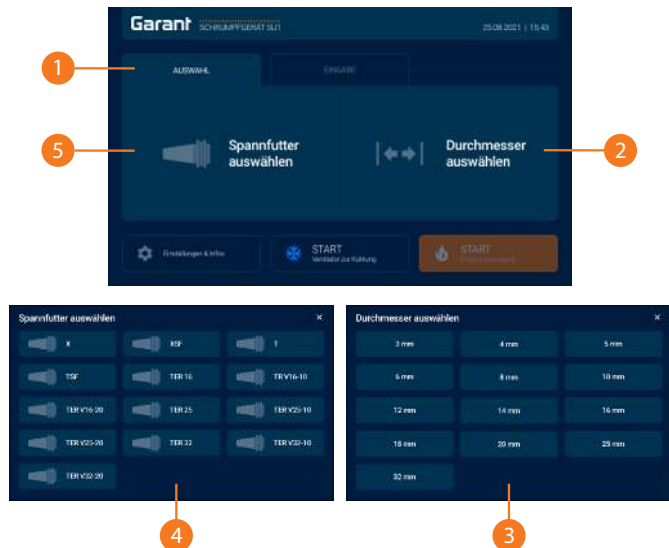 Garant SCHRUMPFGERÄT SU1
25.08.2021 | 15:43
1
AUSWAHL
EINGABE
5
Spannfutter
auswählen
Durchmesser
auswählen
2
Einstellungen & Infos
START
Ventilator zur Kühlung
START
Spannfutter auswählen
×
X
XSF
T
TSF
TER 16
TR V16-10
TER V16-20
TER 25
TER V25-10
TER V25-20
TER 32
TER V32-10
TER V32-20
4
Durchmesser auswählen
×
3 mm
4 mm
5 mm
6 mm
8 mm
10 mm
12 mm
14 mm
16 mm
18 mm
20 mm
25 mm
32 mm
3